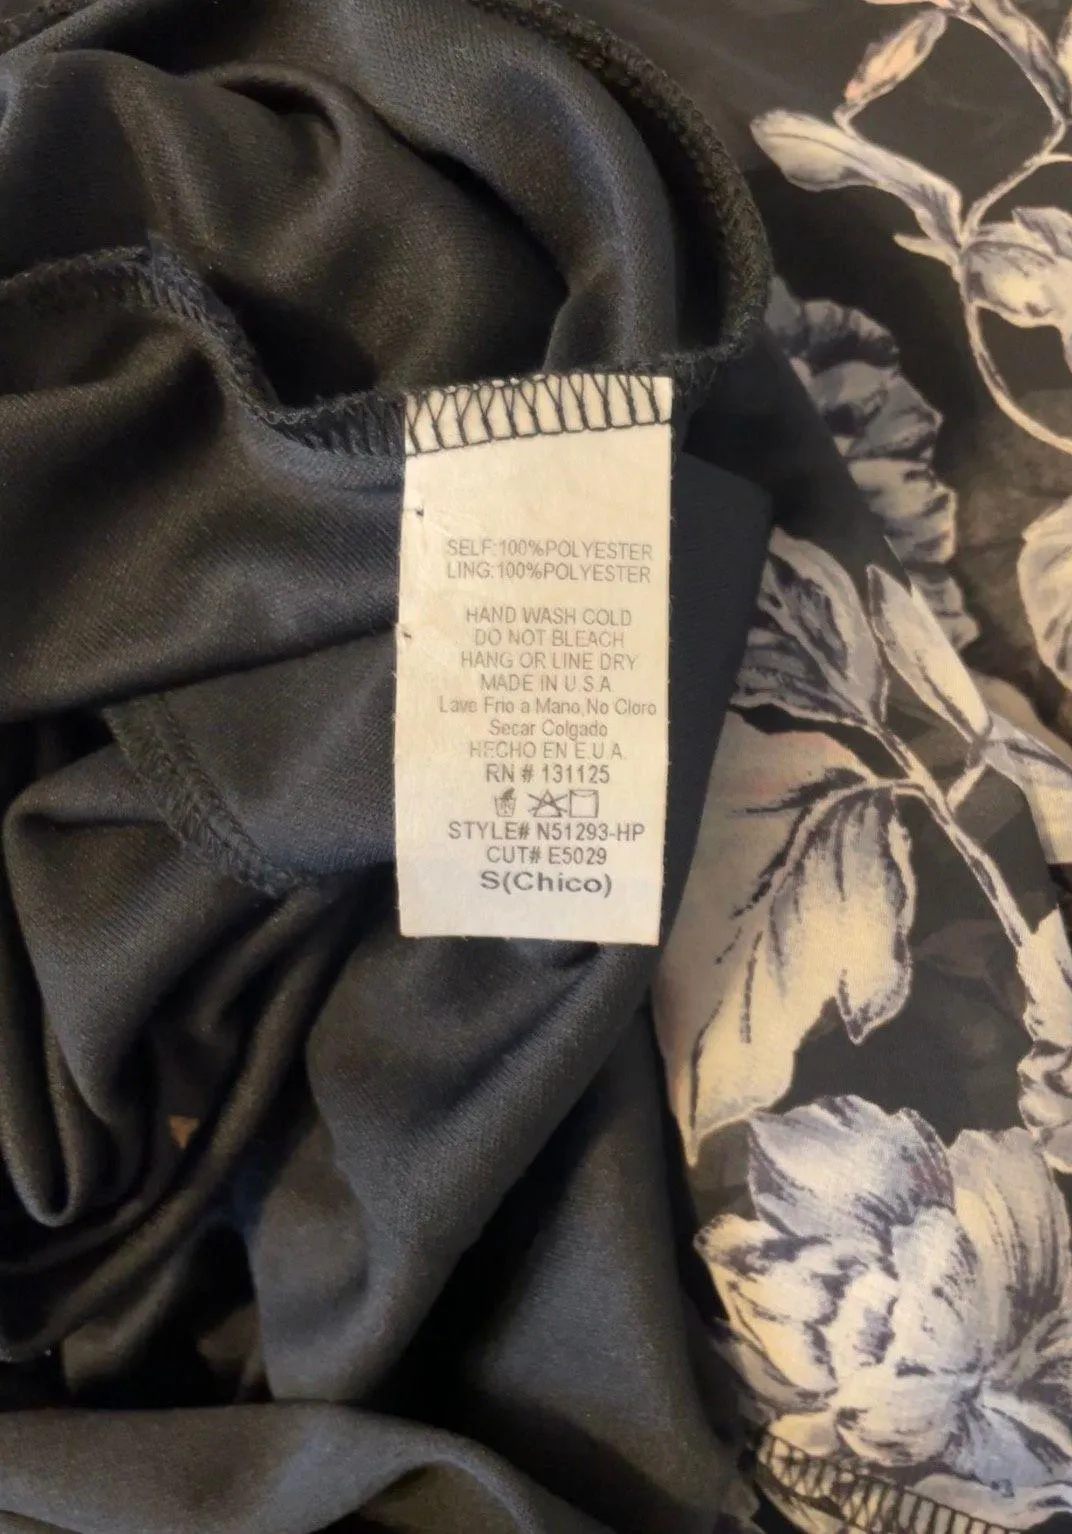 SELF:100%POLYESTER
LING:100%POLYESTER
HAND WASH COLD
DO NOT BLEACH
HANG OR LINE DRY
MADE IN U.S.A.
Lave Frio a Mano,No Cloro
Secar Colgado
HECHO EN E.U.A.
RN # 131125
STYLE# N51293-HP
CUT# E5029
S(Chico)